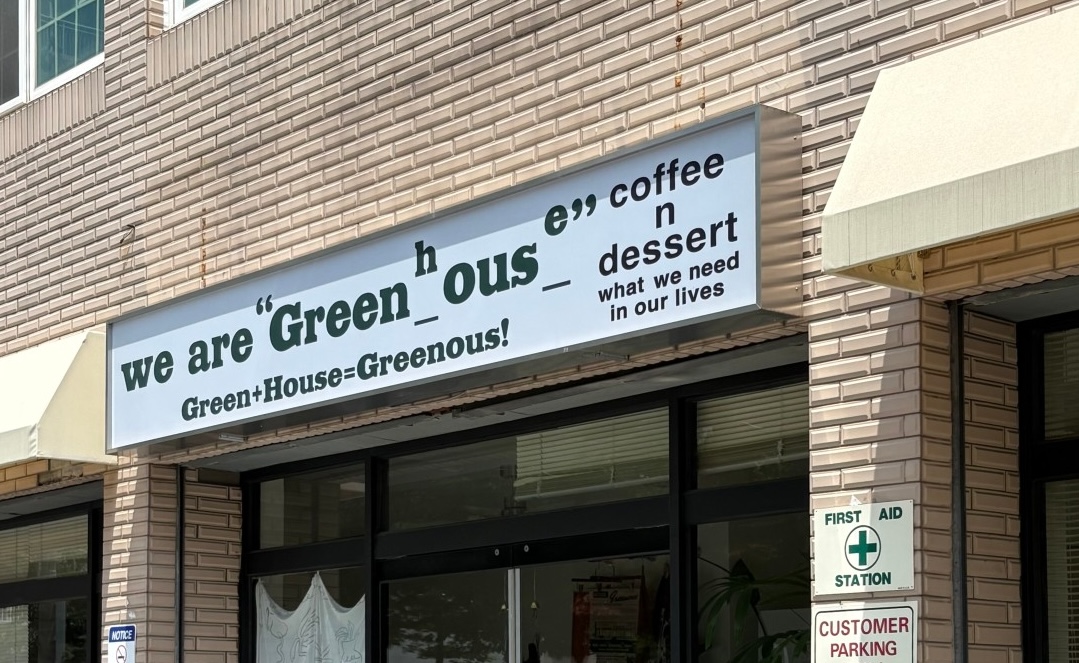 we are “Green_hous_e”
Green+House=Greenous!
coffee
n
dessert
what we need
in our lives
FIRST AID
STATION
CUSTOMER
PARKING
NOTICE